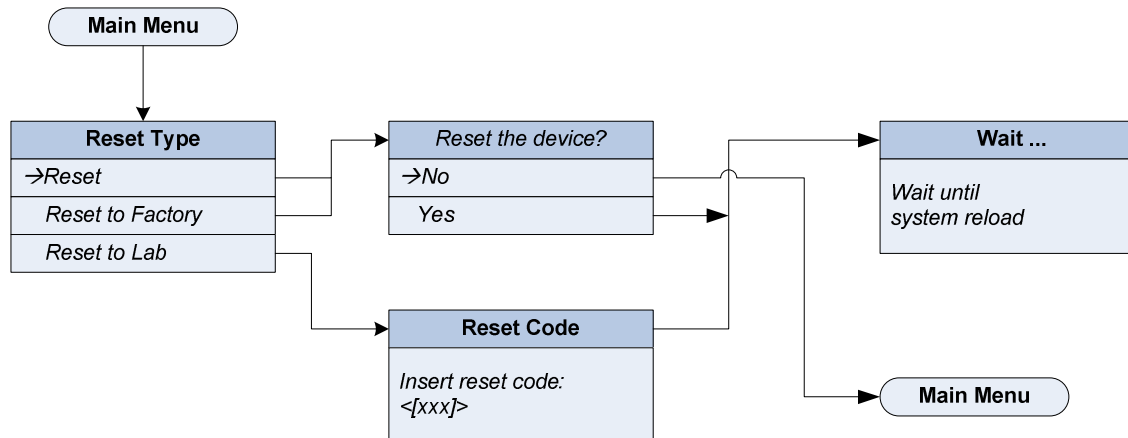 Main Menu
Reset Type
→Reset
Reset to Factory
Reset to Lab
Reset the device?
→No
Yes
Reset Code
Insert reset code:
<[xxx]>
Wait ...
Wait until
system reload
Main Menu